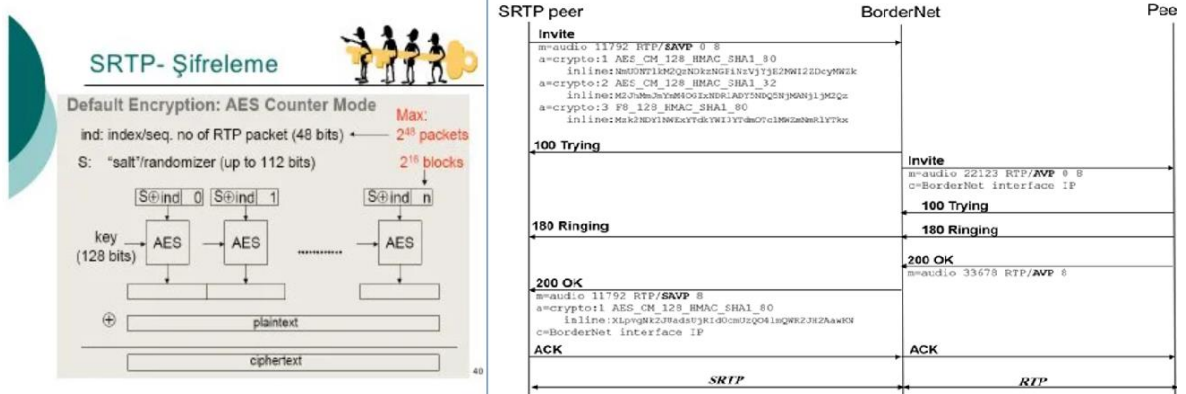 SRTP- Şifreleme
Default Encryption: AES Counter Mode
ind: index/seq. no of RTP packet (48 bits)
Max:
2⁴⁸ packets
S: "salt"/randomizer (up to 112 bits)
2¹⁶ blocks
S⊕ind 0 S⊕ind 1 S⊕ind n
key
(128 bits)
AES AES ............ AES
⊕ plaintext
ciphertext
40
SRTP peer BorderNet Pee
Invite
m=audio 11792 RTP/SAVP 0 8
a=crypto:1 AES_CM_128_HMAC_SHA1_80
a=crypto:2 AES_CM_128_HMAC_SHA1_32
a=crypto:3 F8_128_HMAC_SHA1_80
100 Trying
Invite
m=audio 22123 RTP/AVP 0 8
c=BorderNet interface IP
100 Trying
180 Ringing 180 Ringing
200 OK
m=audio 33678 RTP/AVP 8
200 OK
m=audio 11792 RTP/SAVP 8
a=crypto:1 AES_CM_128_HMAC_SHA1_80
c=BorderNet interface IP
ACK ACK
SRTP RTP